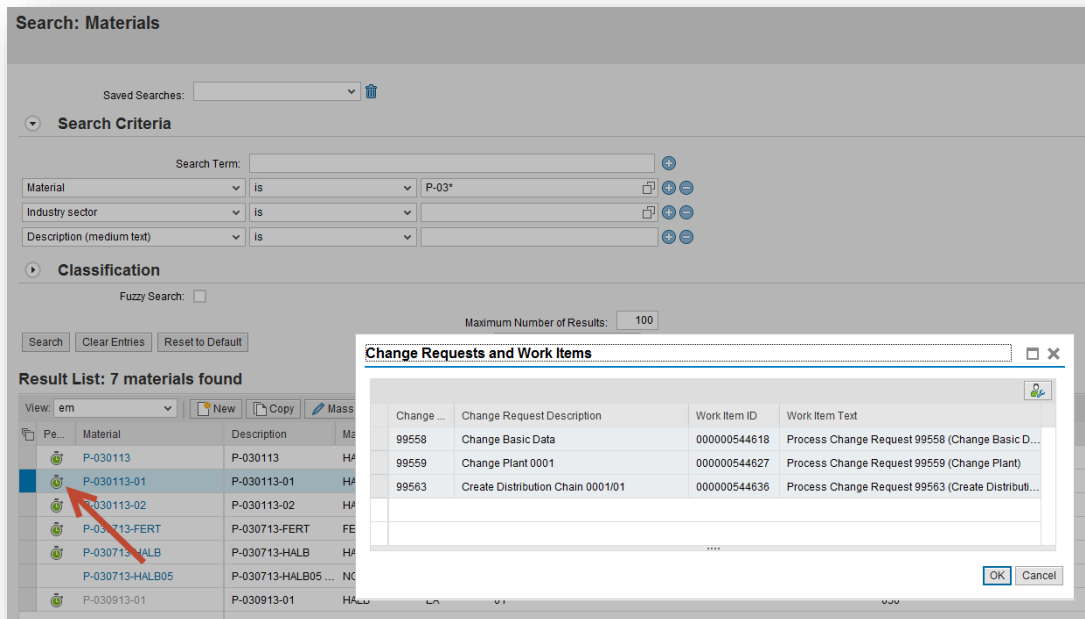 Search: Materials
Saved Searches:
Search Criteria
Search Term:
Material is P-03*
Industry sector is
Description (medium text) is
Classification
Fuzzy Search:
Maximum Number of Results: 100
Search Clear Entries Reset to Default
Result List: 7 materials found
View: em New Copy Mass
Pe... Material Description
P-030113 P-030113
P-030113-01 P-030113-01
P-030113-02 P-030113-02
P-030713-FERT P-030713-FERT
P-030713-HALB P-030713-HALB
P-030713-HALB05 P-030713-HALB05 ...
P-030913-01 P-030913-01
Change Requests and Work Items
Change ... Change Request Description Work Item ID Work Item Text
99558 Change Basic Data 000000544618 Process Change Request 99558 (Change Basic D...
99559 Change Plant 0001 000000544627 Process Change Request 99559 (Change Plant)
99563 Create Distribution Chain 0001/01 000000544636 Process Change Request 99563 (Create Distributi...
OK Cancel